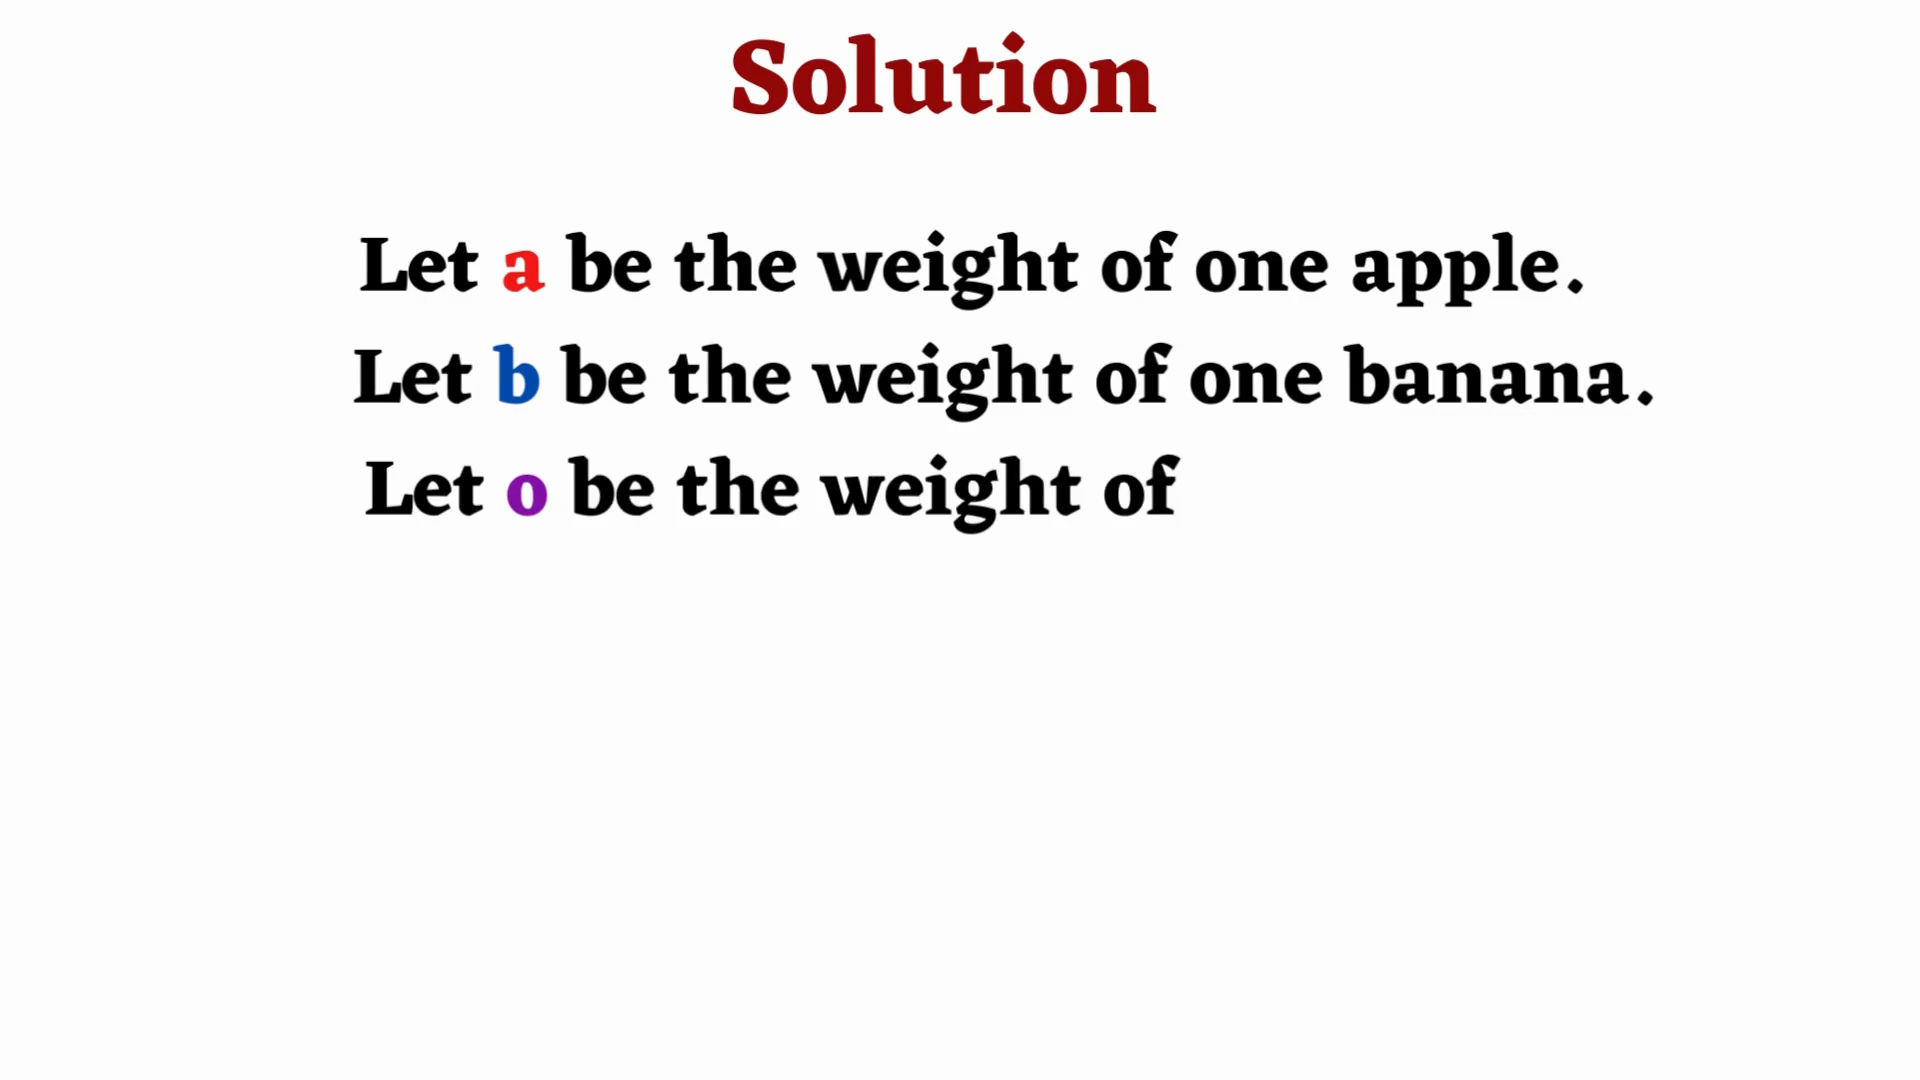 Solution
Let a be the weight of one apple.
Let b be the weight of one banana.
Let o be the weight of